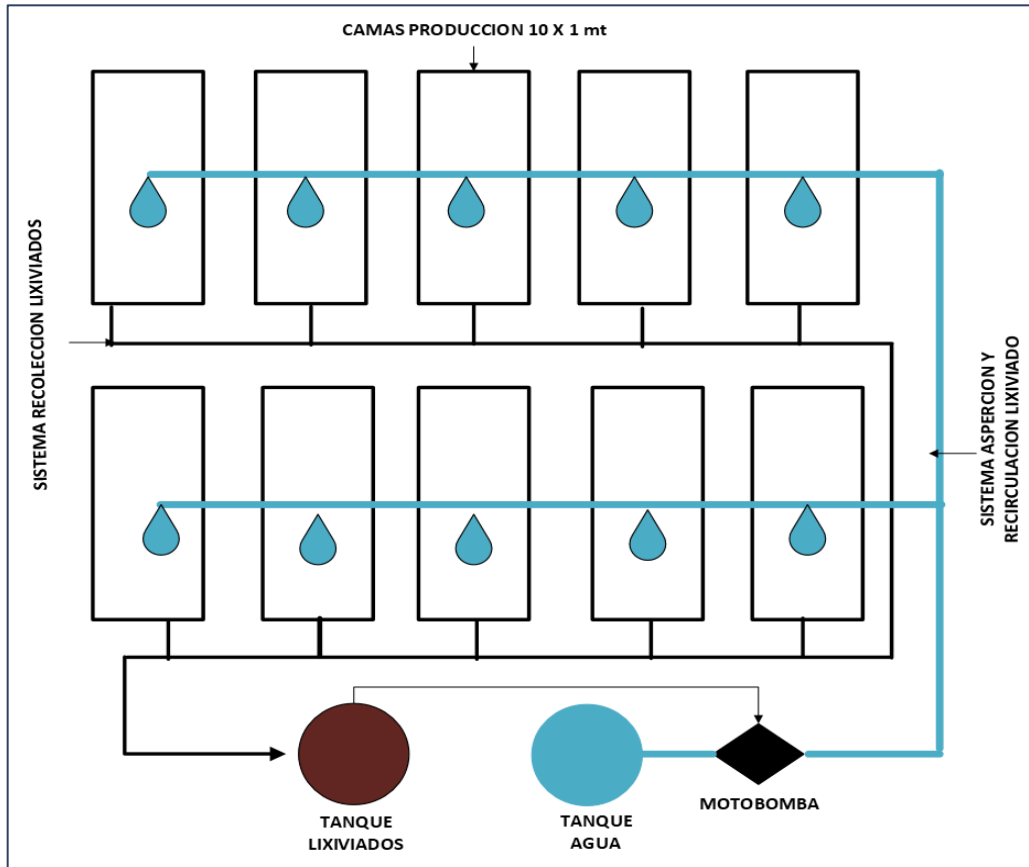 CAMAS PRODUCCION 10 X 1 mt
SISTEMA RECOLECCION LIXIVIADOS
SISTEMA ASPERCION Y
RECIRCULACION LIXIVIADO
TANQUE
LIXIVIADOS
TANQUE
AGUA
MOTOBOMBA